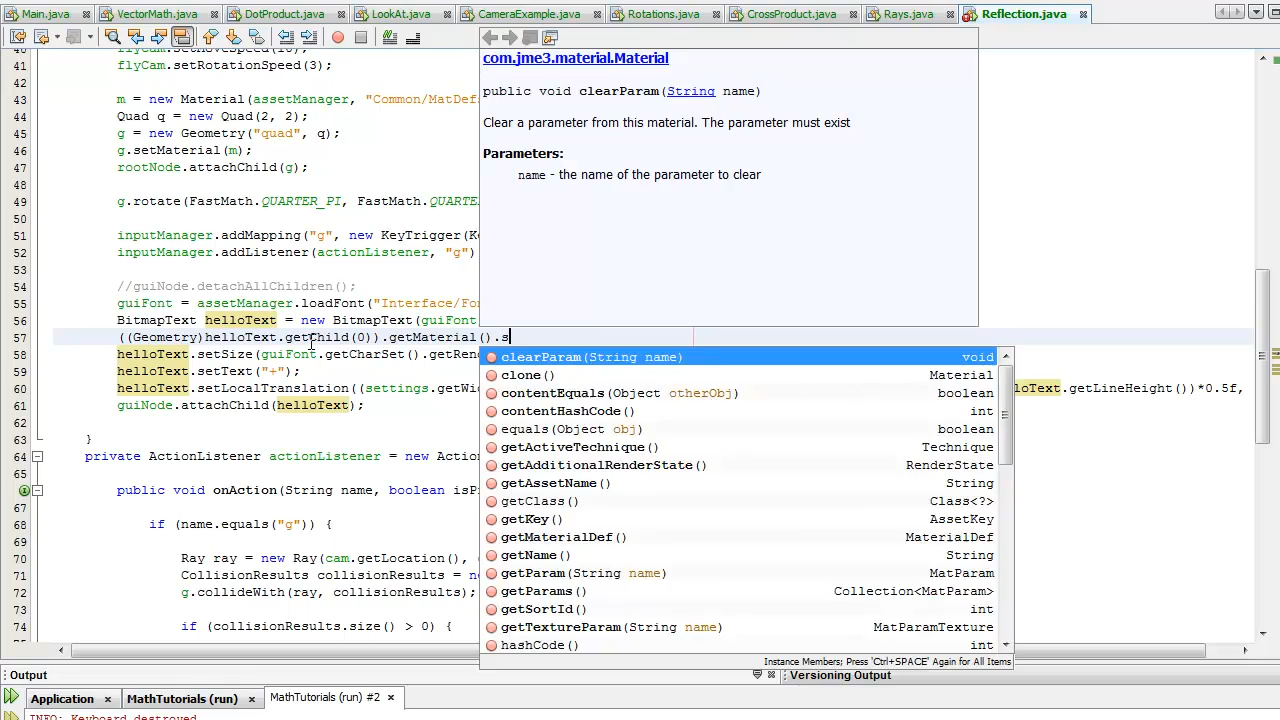 Main.java VectorMath.java DotProduct.java LookAt.java CameraExample.java Rotations.java CrossProduct.java Rays.java Reflection.java
41 flyCam.setRotationSpeed(3);
42
43 m = new Material(assetManager, "Common/MatDefs
44 Quad q = new Quad(2, 2);
45 g = new Geometry("quad", q);
46 g.setMaterial(m);
47 rootNode.attachChild(g);
48
49 g.rotate(FastMath.QUARTER_PI, FastMath.QUARTE
50
51 inputManager.addMapping("g", new KeyTrigger(Ke
52 inputManager.addListener(actionListener, "g")
53
54 //guiNode.detachAllChildren();
55 guiFont = assetManager.loadFont("Interface/Fon
56 BitmapText helloText = new BitmapText(guiFont
57 ((Geometry)helloText.getChild(0)).getMaterial().s
58 helloText.setSize(guiFont.getCharSet().getRen
59 helloText.setText("+");
60 helloText.setLocalTranslation((settings.getWi lloText.getLineHeight())*0.5f,
61 guiNode.attachChild(helloText);
62
63 }
64 private ActionListener actionListener = new Action
65
public void onAction(String name, boolean isP
67
68 if (name.equals("g")) {
69
70 Ray ray = new Ray(cam.getLocation(), c
71 CollisionResults collisionResults = ne
72 g.collideWith(ray, collisionResults);
73
74 if (collisionResults.size() > 0) {
com.jme3.material.Material
public void clearParam(String name)
Clear a parameter from this material. The parameter must exist
Parameters:
name - the name of the parameter to clear
clearParam(String name) void
clone() Material
contentEquals(Object otherObj) boolean
contentHashCode() int
equals(Object obj) boolean
getActiveTechnique() Technique
getAdditionalRenderState() RenderState
getAssetName() String
getClass() Class<?>
getKey() AssetKey
getMaterialDef() MaterialDef
getName() String
getParam(String name) MatParam
getParams() Collection<MatParam>
getSortId() int
getTextureParam(String name) MatParamTexture
hashCode() int
Instance Members; Press 'Ctrl+SPACE' Again for All Items
Output Versioning Output
Application MathTutorials (run) MathTutorials (run) #2
INFO: Keyboard destroyed